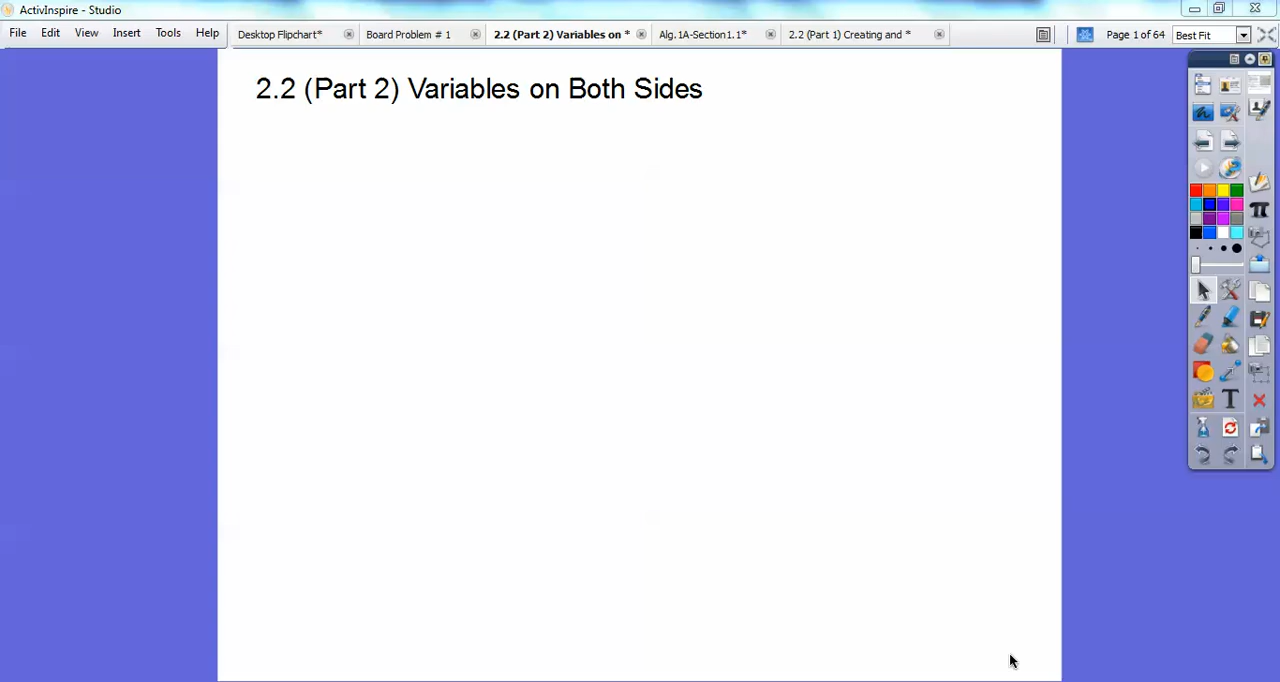 ActivInspire - Studio
File Edit View Insert Tools Help Desktop Flipchart* Board Problem # 1 2.2 (Part 2) Variables on * Alg.1A-Section1.1* 2.2 (Part 1) Creating and * Page 1 of 64 Best Fit
2.2 (Part 2) Variables on Both Sides